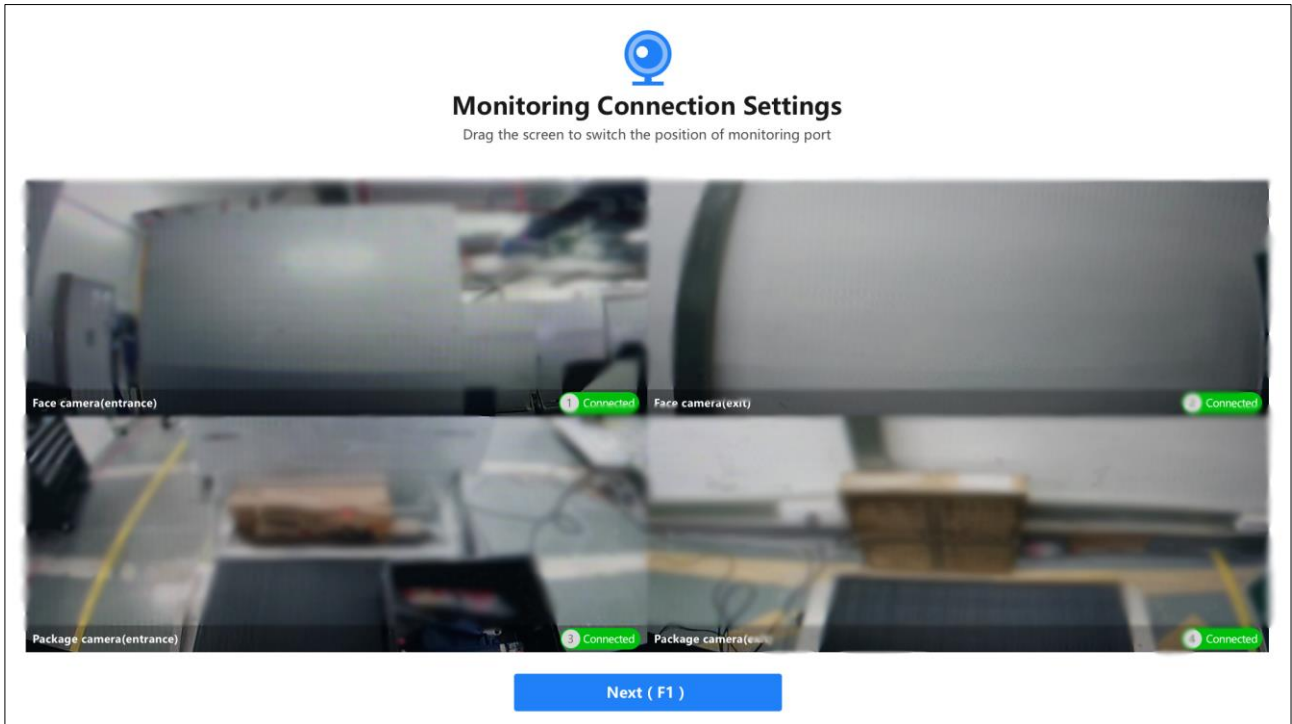 Monitoring Connection Settings
Drag the screen to switch the position of monitoring port
Face camera(entrance)
1 Connected
Face camera(exit)
Connected
Package camera(entrance)
3 Connected
Package camera(
4 Connected
Next ( F1 )